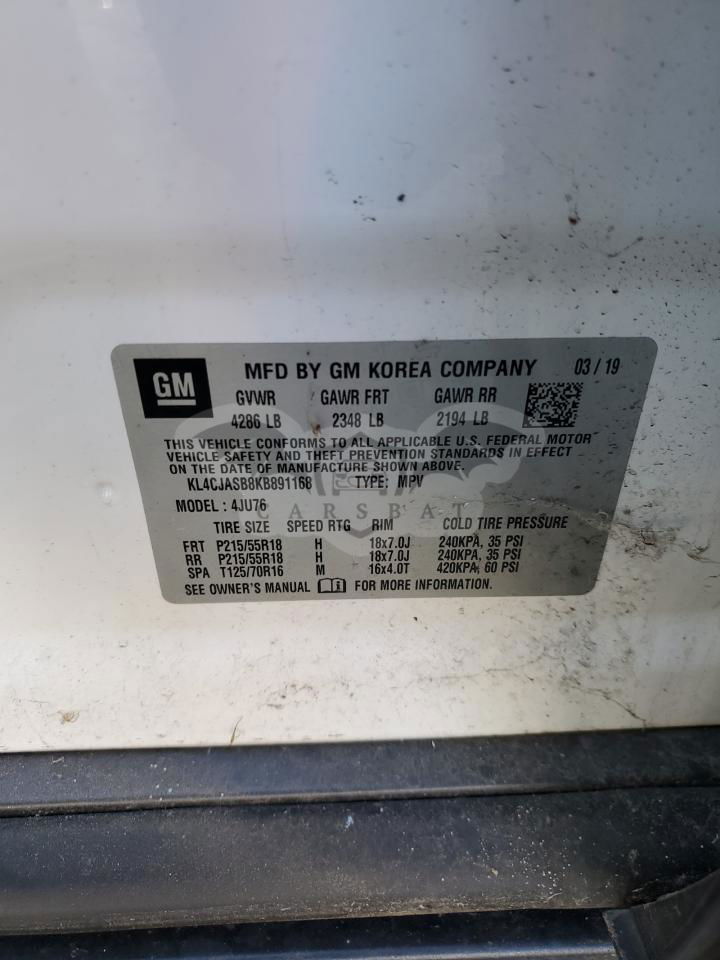 GM
MFD BY GM KOREA COMPANY 03 / 19
GVWR GAWR FRT GAWR RR
4286 LB 2348 LB 2194 LB
THIS VEHICLE CONFORMS TO ALL APPLICABLE U.S. FEDERAL MOTOR
VEHICLE SAFETY AND THEFT PREVENTION STANDARDS IN EFFECT
ON THE DATE OF MANUFACTURE SHOWN ABOVE.
KL4CJASB8KB891168 TYPE: MPV
MODEL : 4JU76
CARSBAT
TIRE SIZE SPEED RTG RIM COLD TIRE PRESSURE
FRT P215/55R18 H 18x7.0J 240KPA, 35 PSI
RR P215/55R18 H 18x7.0J 240KPA, 35 PSI
SPA T125/70R16 M 16x4.0T 420KPA, 60 PSI
SEE OWNER'S MANUAL FOR MORE INFORMATION.